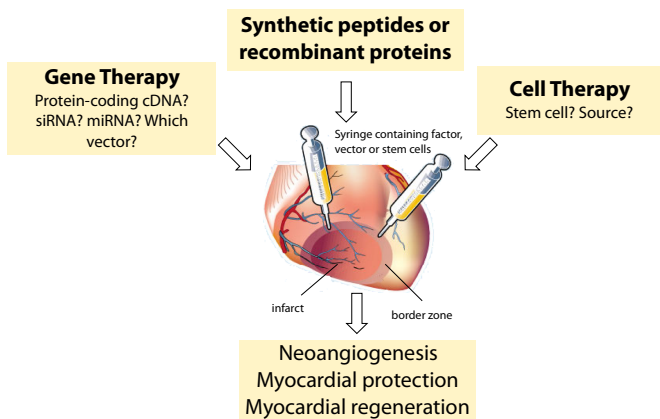 Synthetic peptides or
recombinant proteins
Gene Therapy
Protein-coding cDNA?
siRNA? miRNA? Which
vector?
Cell Therapy
Stem cell? Source?
Syringe containing factor,
vector or stem cells
infarct
border zone
Neoangiogenesis
Myocardial protection
Myocardial regeneration